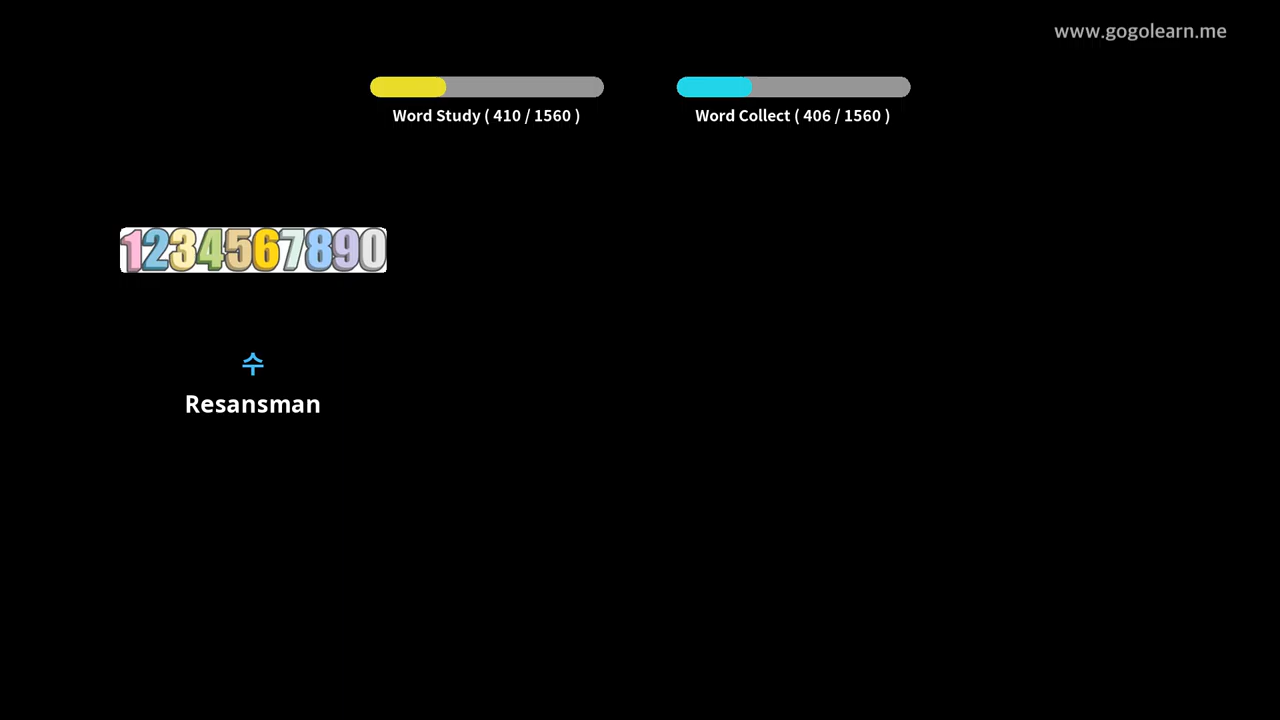 www.gogolearn.me
Word Study ( 410 / 1560 )
Word Collect ( 406 / 1560 )
1234567890
수
Resansman